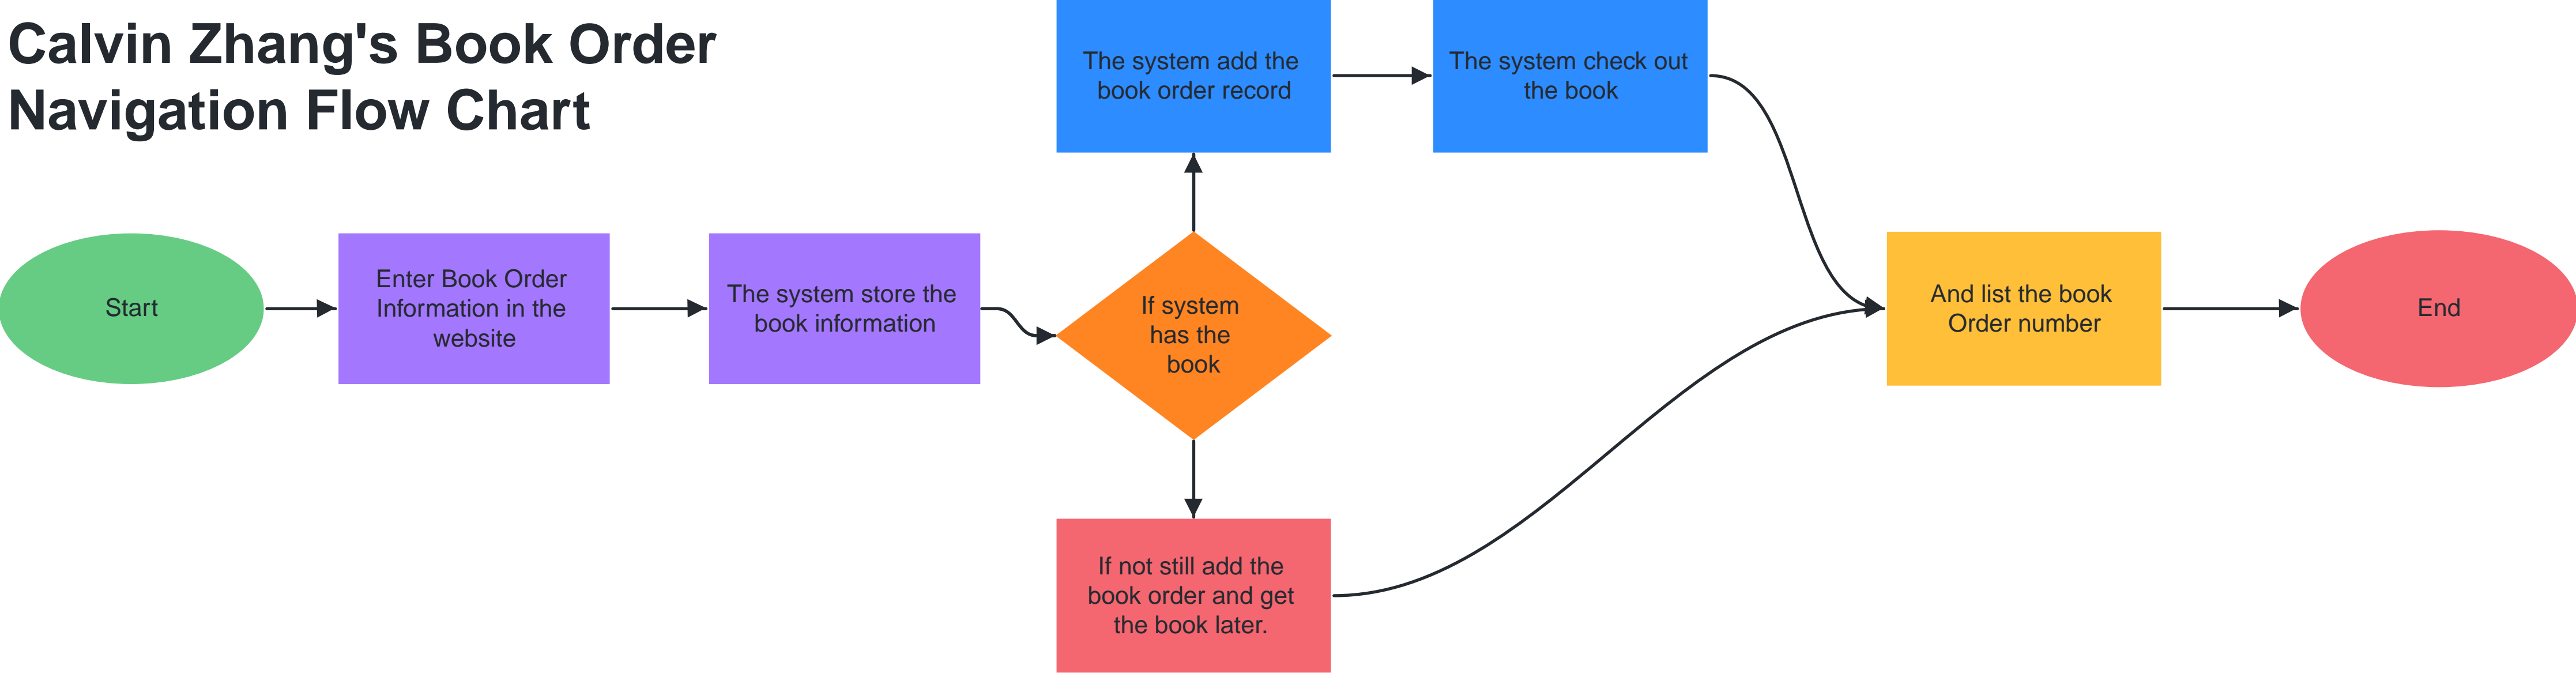 Calvin Zhang's Book Order
Navigation Flow Chart
Start
Enter Book Order
Information in the
website
The system store the
book information
If system
has the
book
The system add the
book order record
The system check out
the book
If not still add the
book order and get
the book later.
And list the book
Order number
End